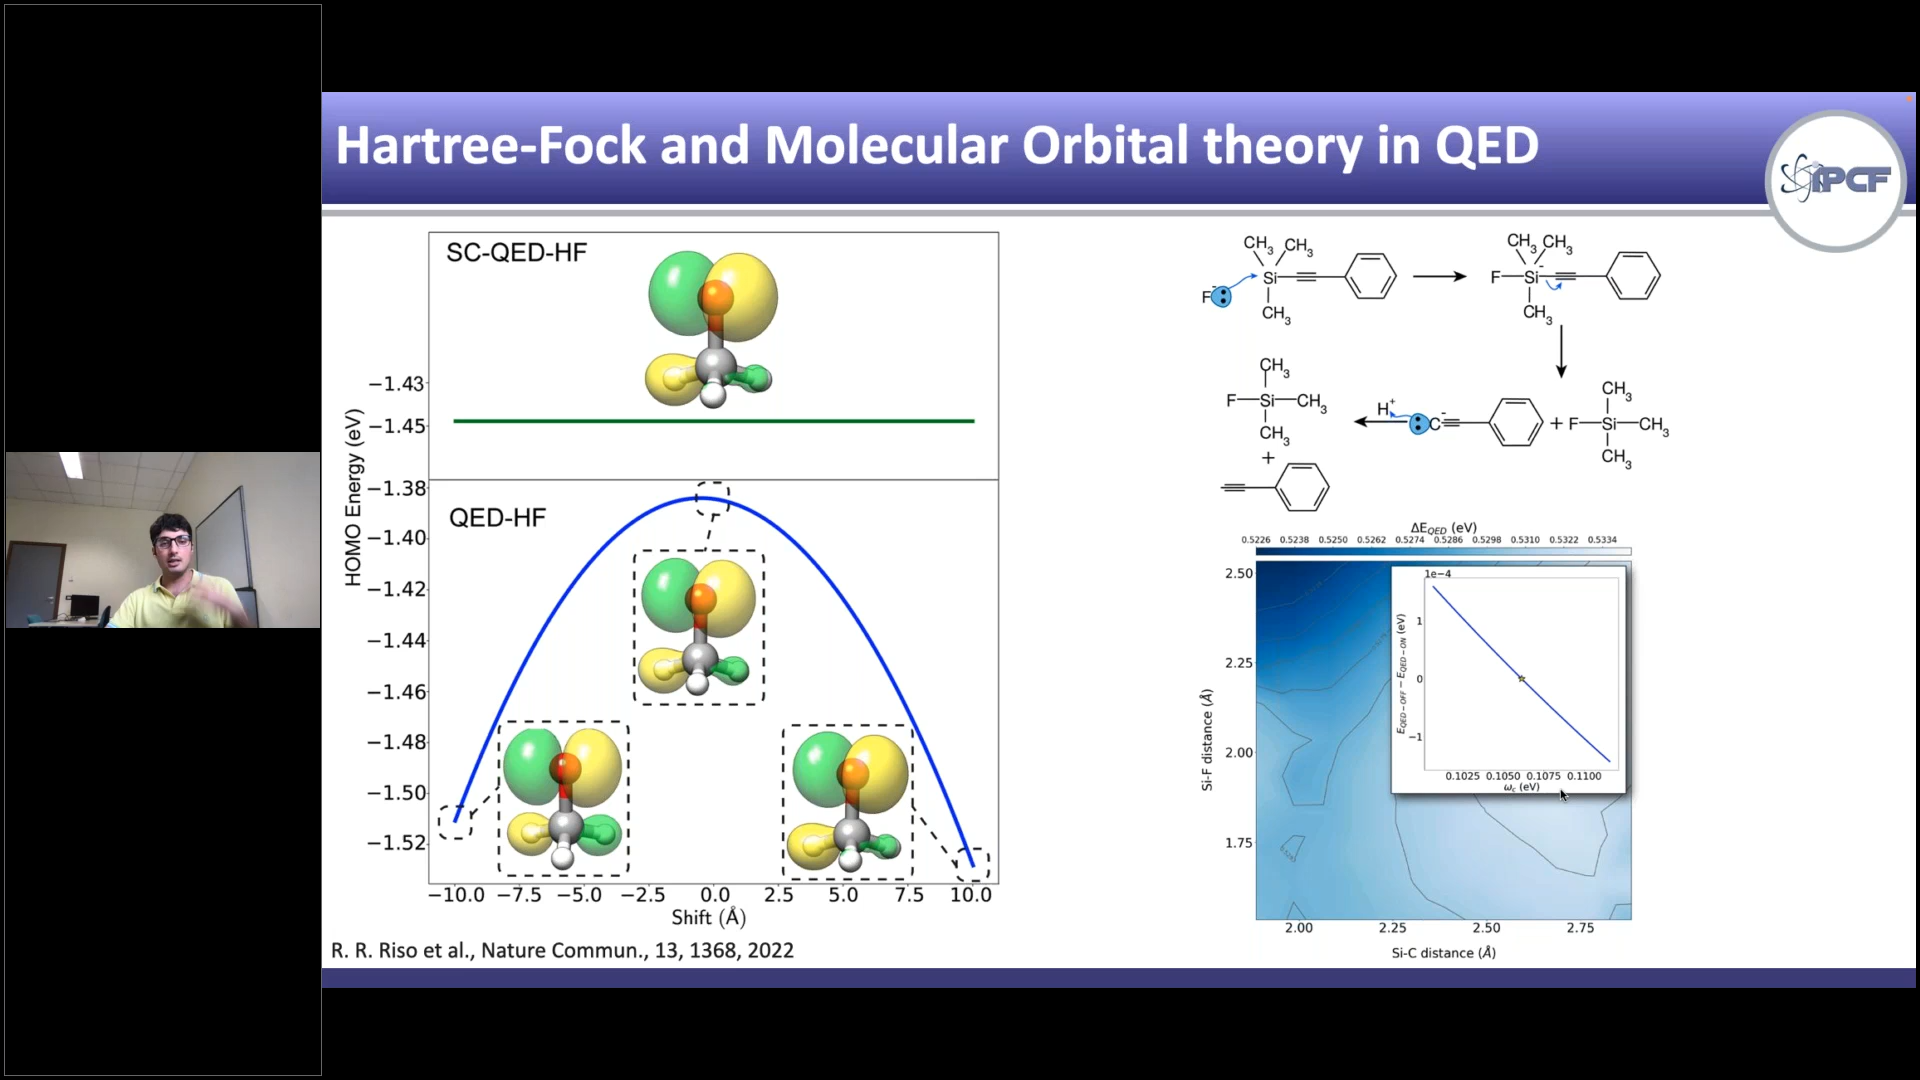 Hartree-Fock and Molecular Orbital theory in QED
iPCF
SC-QED-HF
−1.43
−1.45
HOMO Energy (eV)
−1.38
QED-HF
−1.40
−1.42
−1.44
−1.46
−1.48
−1.50
−1.52
−10.0 −7.5 −5.0 −2.5 0.0 2.5 5.0 7.5 10.0
Shift (Å)
R. R. Riso et al., Nature Commun., 13, 1368, 2022
CH3 CH3
F- Si
CH3
CH3 CH3
F Si-
CH3
CH3
F Si CH3
CH3
+
H+
C-
+ F Si CH3
CH3
CH3
ΔE_QED (eV)
0.5226 0.5238 0.5250 0.5262 0.5274 0.5286 0.5298 0.5310 0.5322 0.5334
2.50
2.25
2.00
1.75
Si-F distance (Å)
1e−4
1
0
−1
E_QED−OFF − E_QED−ON (eV)
0.1025 0.1050 0.1075 0.1100
ω_c (eV)
2.00 2.25 2.50 2.75
Si-C distance (Å)